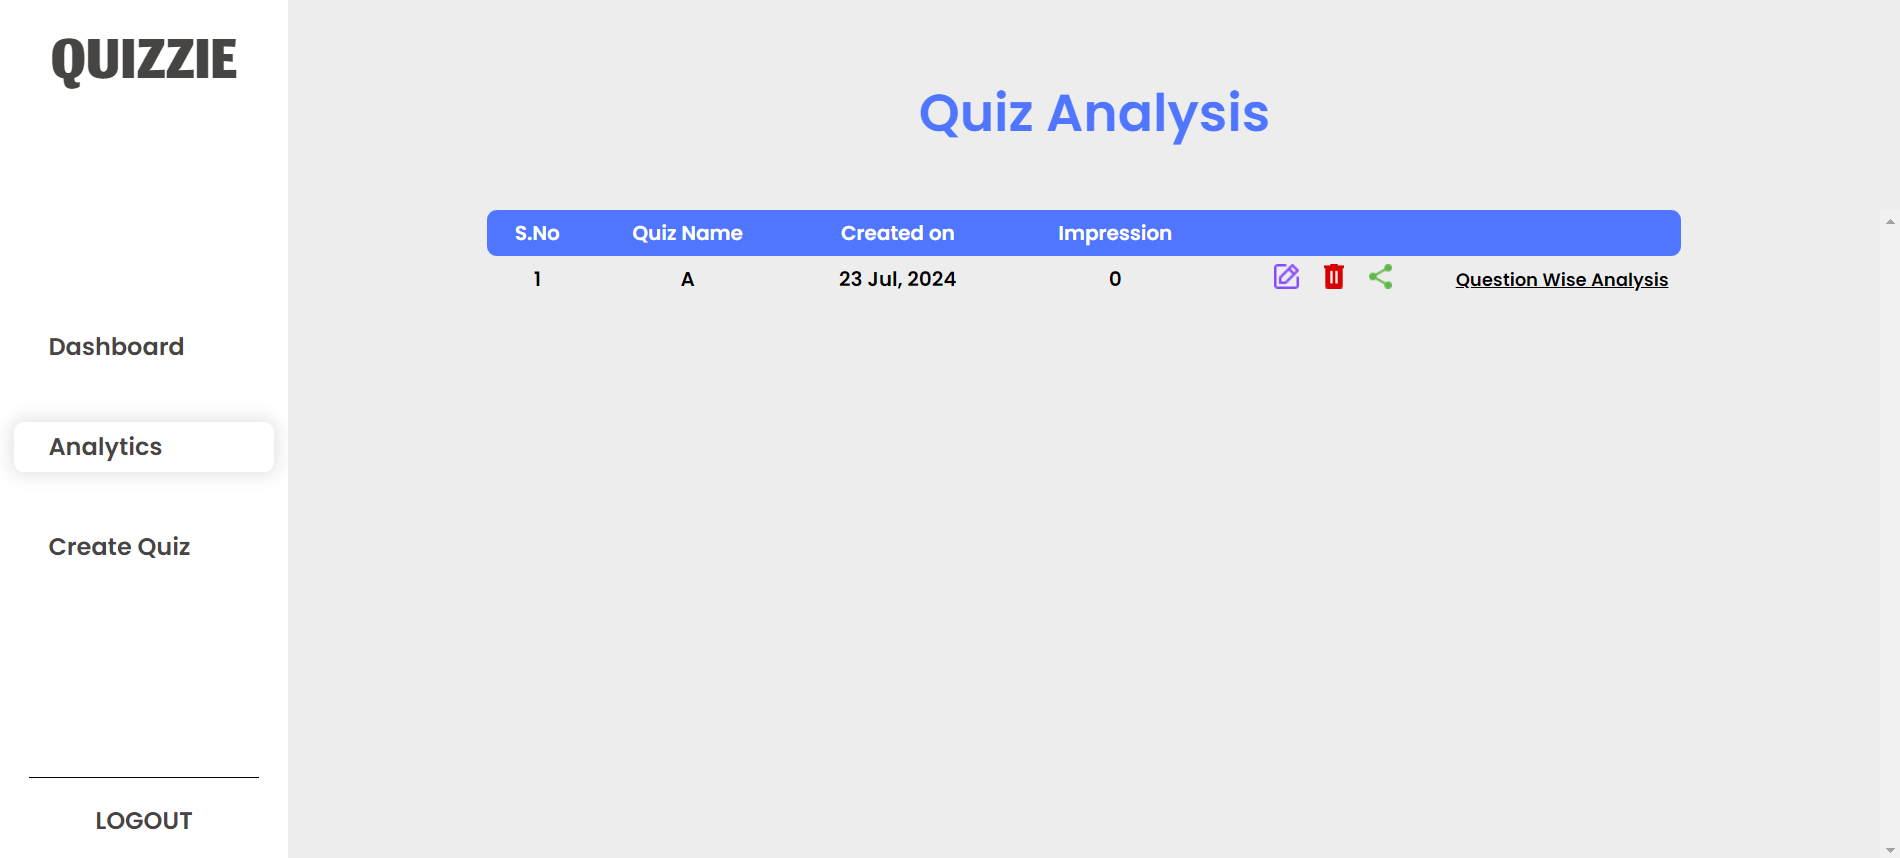 QUIZZIE
Dashboard
Analytics
Create Quiz
LOGOUT
Quiz Analysis
S.No Quiz Name Created on Impression
1 A 23 Jul, 2024 0 Question Wise Analysis